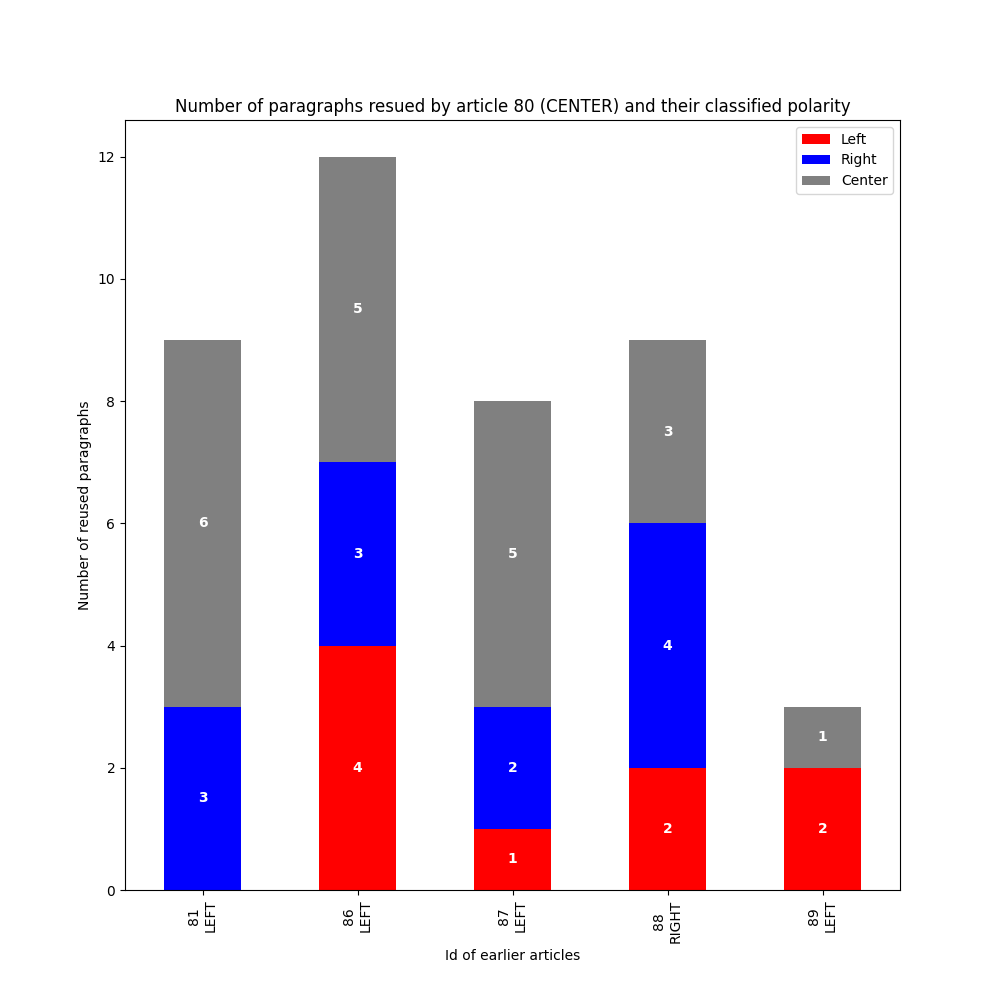 Number of paragraphs resued by article 80 (CENTER) and their classified polarity
Left
Right
Center
Number of reused paragraphs
12
10
8
6
4
2
0
6
3
5
3
4
5
2
1
3
4
2
1
2
81
LEFT
86
LEFT
87
LEFT
88
RIGHT
89
LEFT
Id of earlier articles